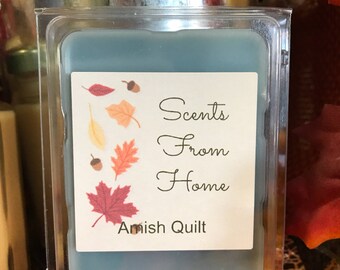 Scents
From
Home
Amish Quilt